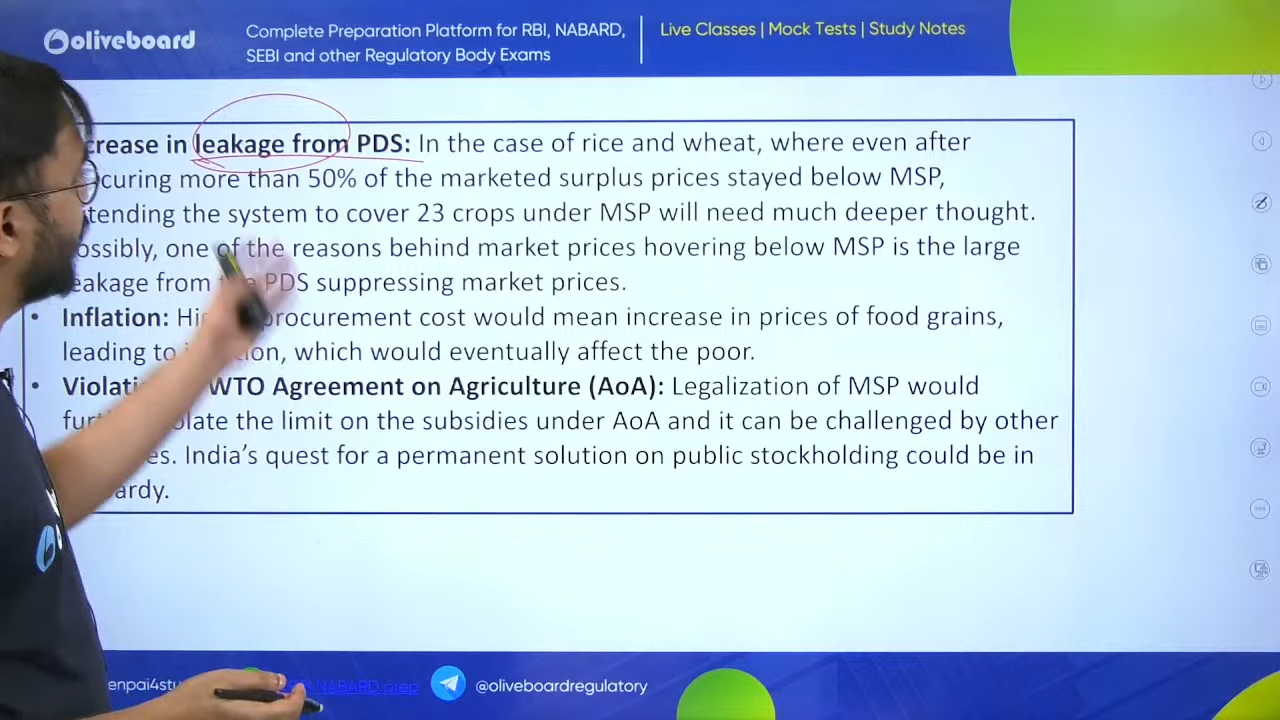 oliveboard
Complete Preparation Platform for RBI, NABARD,
SEBI and other Regulatory Body Exams
Live Classes | Mock Tests | Study Notes
crease in leakage from PDS: In the case of rice and wheat, where even after
curing more than 50% of the marketed surplus prices stayed below MSP,
tending the system to cover 23 crops under MSP will need much deeper thought.
ossibly, one of the reasons behind market prices hovering below MSP is the large
eakage from PDS suppressing market prices.
• Inflation: procurement cost would mean increase in prices of food grains,
leading to which would eventually affect the poor.
• WTO Agreement on Agriculture (AoA): Legalization of MSP would
the limit on the subsidies under AoA and it can be challenged by other
India's quest for a permanent solution on public stockholding could be in
ardy.
NABARD prep
@oliveboardregulatory